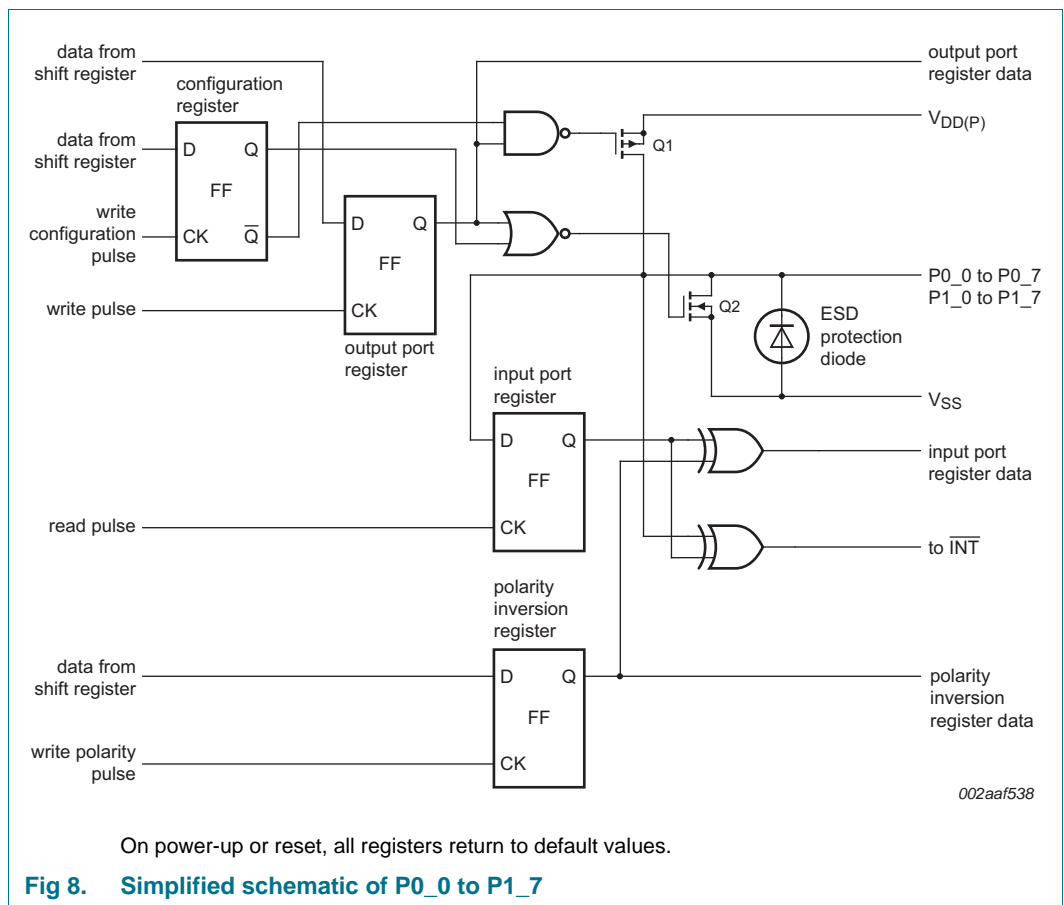 data from
shift register
output port
register data
configuration
register
V_DD(P)
data from
shift register
D Q
FF
CK Q̅
Q1
write
configuration
pulse
D Q
FF
CK
write pulse
output port
register
P0_0 to P0_7
P1_0 to P1_7
Q2
ESD
protection
diode
V_SS
input port
register
D Q
FF
CK
input port
register data
read pulse
to I̅N̅T̅
polarity
inversion
register
data from
shift register
D Q
FF
CK
polarity
inversion
register data
write polarity
pulse
002aaf538
On power-up or reset, all registers return to default values.
Fig 8. Simplified schematic of P0_0 to P1_7